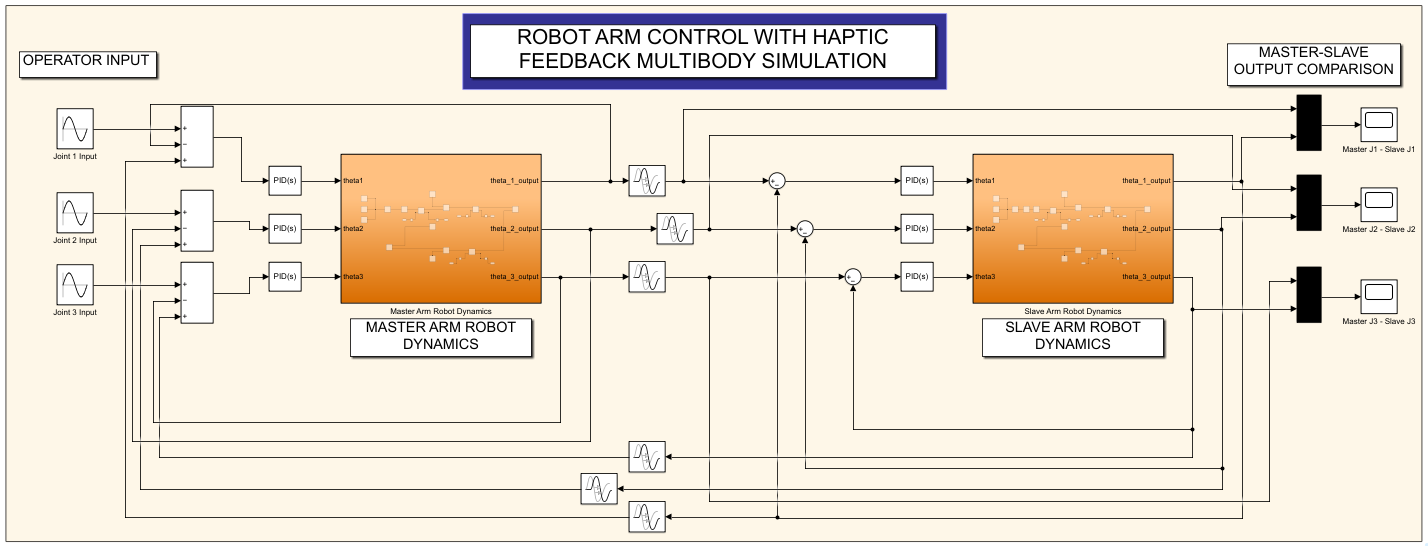 ROBOT ARM CONTROL WITH HAPTIC
FEEDBACK MULTIBODY SIMULATION
OPERATOR INPUT
MASTER-SLAVE
OUTPUT COMPARISON
Joint 1 Input
Joint 2 Input
Joint 3 Input
PID(s)
PID(s)
PID(s)
theta1
theta2
theta3
theta_1_output
theta_2_output
theta_3_output
Master Arm Robot Dynamics
MASTER ARM ROBOT
DYNAMICS
PID(s)
PID(s)
PID(s)
theta1
theta2
theta3
theta_1_output
theta_2_output
theta_3_output
Slave Arm Robot Dynamics
SLAVE ARM ROBOT
DYNAMICS
Master J1 - Slave J1
Master J2 - Slave J2
Master J3 - Slave J3